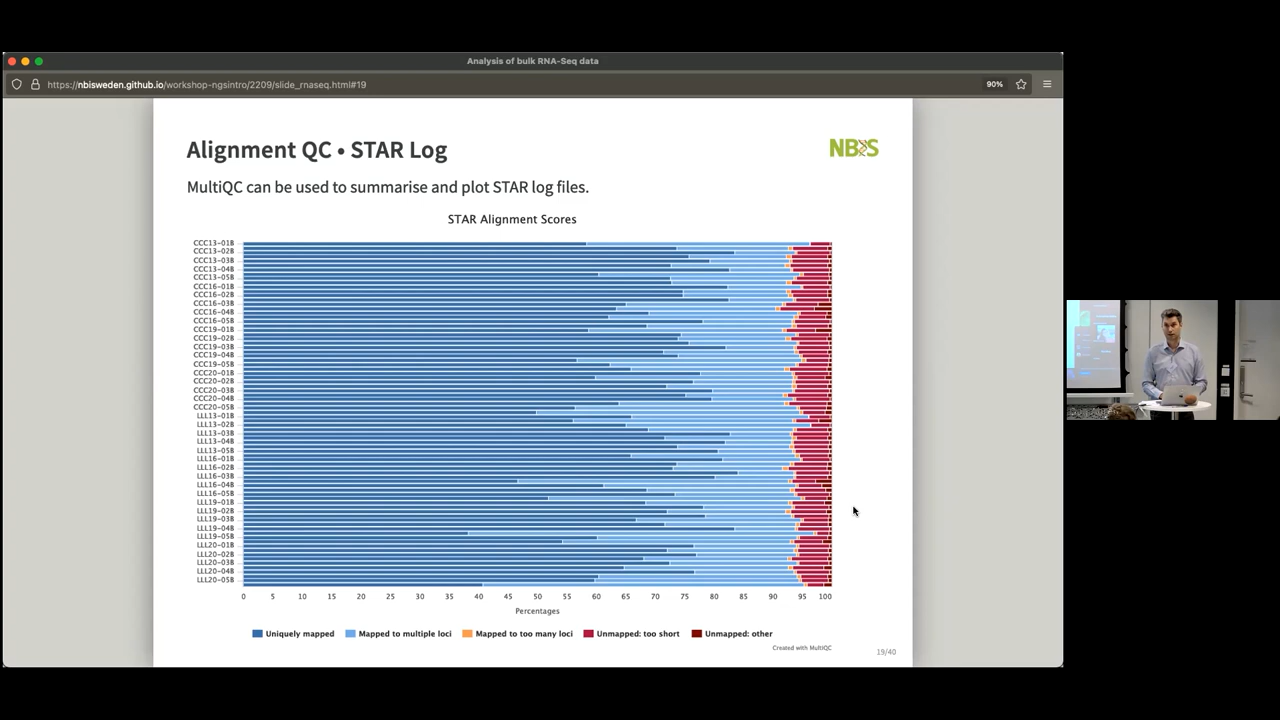 Analysis of bulk RNA-Seq data
https://nbisweden.github.io/workshop-ngsintro/2209/slide_rnaseq.html#19
90%
Alignment QC • STAR Log
NBIS
MultiQC can be used to summarise and plot STAR log files.
STAR Alignment Scores
CCC13-01B
CCC13-02B
CCC13-03B
CCC13-04B
CCC13-05B
CCC16-01B
CCC16-02B
CCC16-03B
CCC16-04B
CCC16-05B
CCC19-01B
CCC19-02B
CCC19-03B
CCC19-04B
CCC19-05B
CCC20-01B
CCC20-02B
CCC20-03B
CCC20-04B
CCC20-05B
LLL13-01B
LLL13-02B
LLL13-03B
LLL13-04B
LLL13-05B
LLL16-01B
LLL16-02B
LLL16-03B
LLL16-04B
LLL16-05B
LLL19-01B
LLL19-02B
LLL19-03B
LLL19-04B
LLL19-05B
LLL20-01B
LLL20-02B
LLL20-03B
LLL20-04B
LLL20-05B
0 5 10 15 20 25 30 35 40 45 50 55 60 65 70 75 80 85 90 95 100
Percentages
Uniquely mapped Mapped to multiple loci Mapped to too many loci Unmapped: too short Unmapped: other
Created with MultiQC
19/40